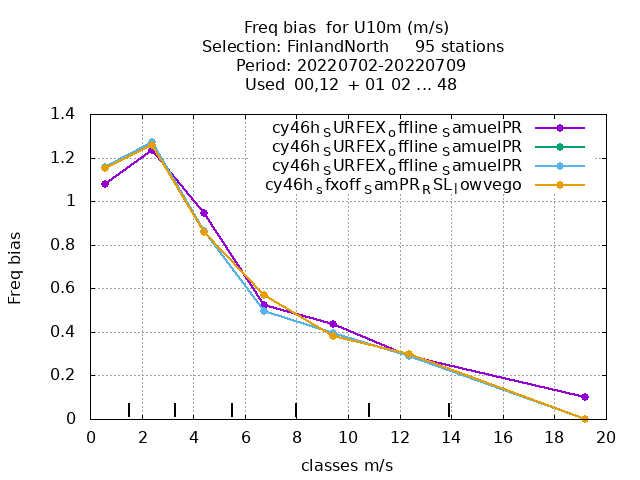 Freq bias  for U10m (m/s)
Selection: FinlandNorth     95 stations
Period: 20220702-20220709
Used  00,12  + 01 02 ... 48
cy46h_SURFEX_offline_SamuelPR
cy46h_SURFEX_offline_SamuelPR
cy46h_SURFEX_offline_SamuelPR
cy46h_sfxoff_SamPR_RSL_lowvego
1.4
1.2
1
0.8
0.6
0.4
0.2
0
Freq bias
0 2 4 6 8 10 12 14 16 18 20
classes m/s